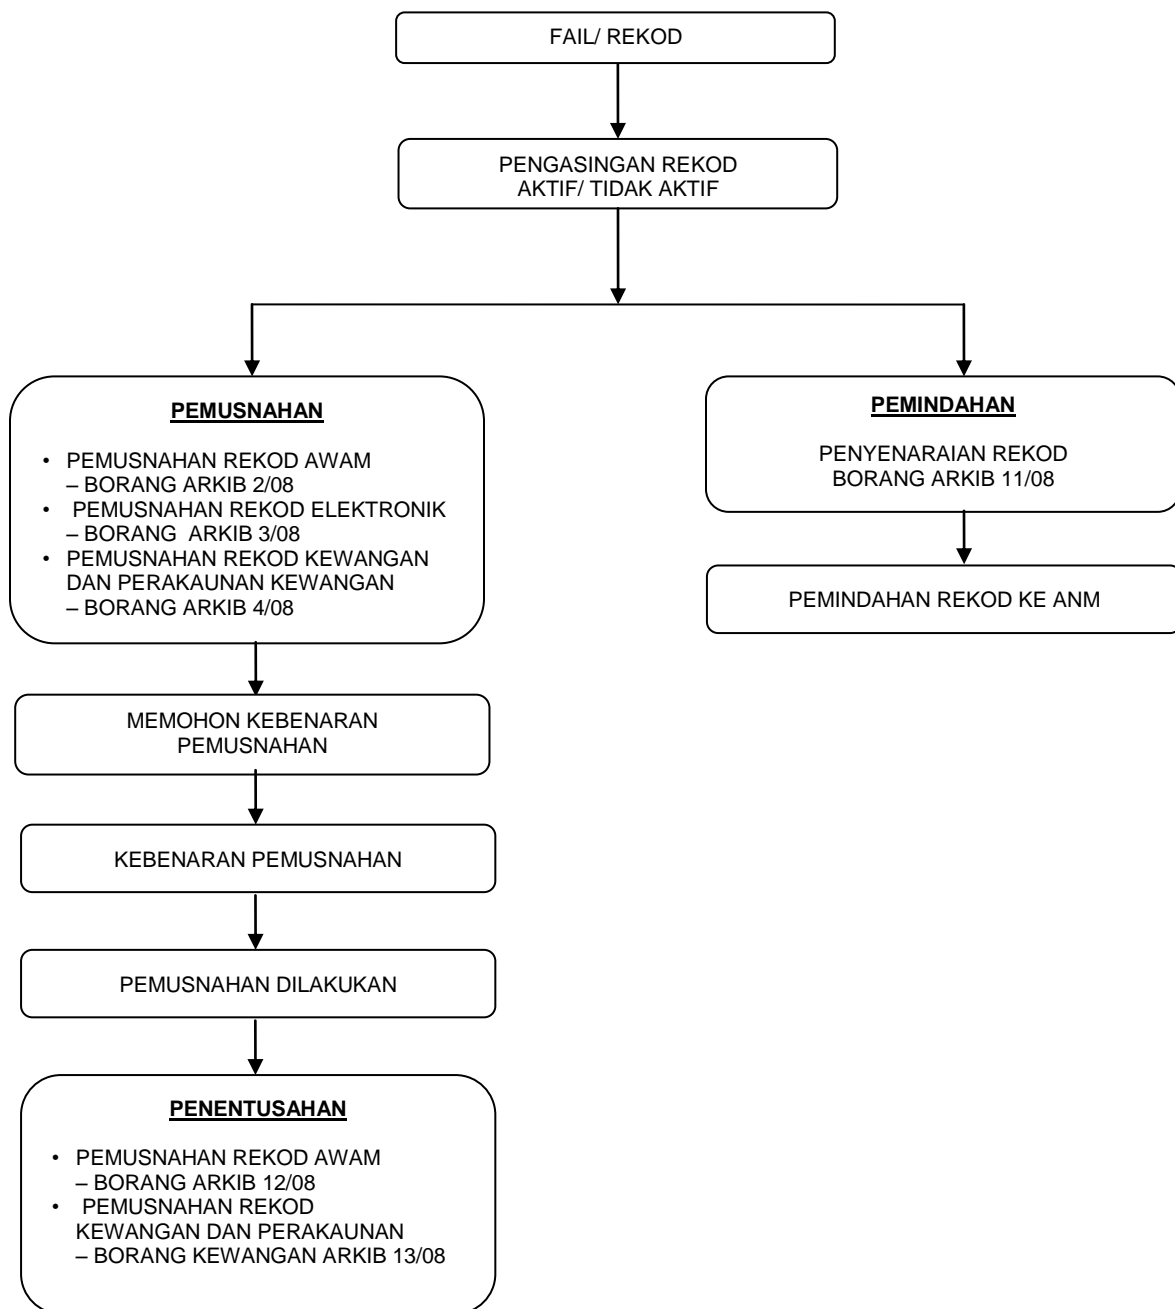 FAIL/ REKOD
PENGASINGAN REKOD
AKTIF/ TIDAK AKTIF
PEMUSNAHAN
• PEMUSNAHAN REKOD AWAM
– BORANG ARKIB 2/08
• PEMUSNAHAN REKOD ELEKTRONIK
– BORANG ARKIB 3/08
• PEMUSNAHAN REKOD KEWANGAN
DAN PERAKAUNAN KEWANGAN
– BORANG ARKIB 4/08
PEMINDAHAN
PENYENARAIAN REKOD
BORANG ARKIB 11/08
PEMINDAHAN REKOD KE ANM
MEMOHON KEBENARAN
PEMUSNAHAN
KEBENARAN PEMUSNAHAN
PEMUSNAHAN DILAKUKAN
PENENTUSAHAN
• PEMUSNAHAN REKOD AWAM
– BORANG ARKIB 12/08
• PEMUSNAHAN REKOD
KEWANGAN DAN PERAKAUNAN
– BORANG KEWANGAN ARKIB 13/08